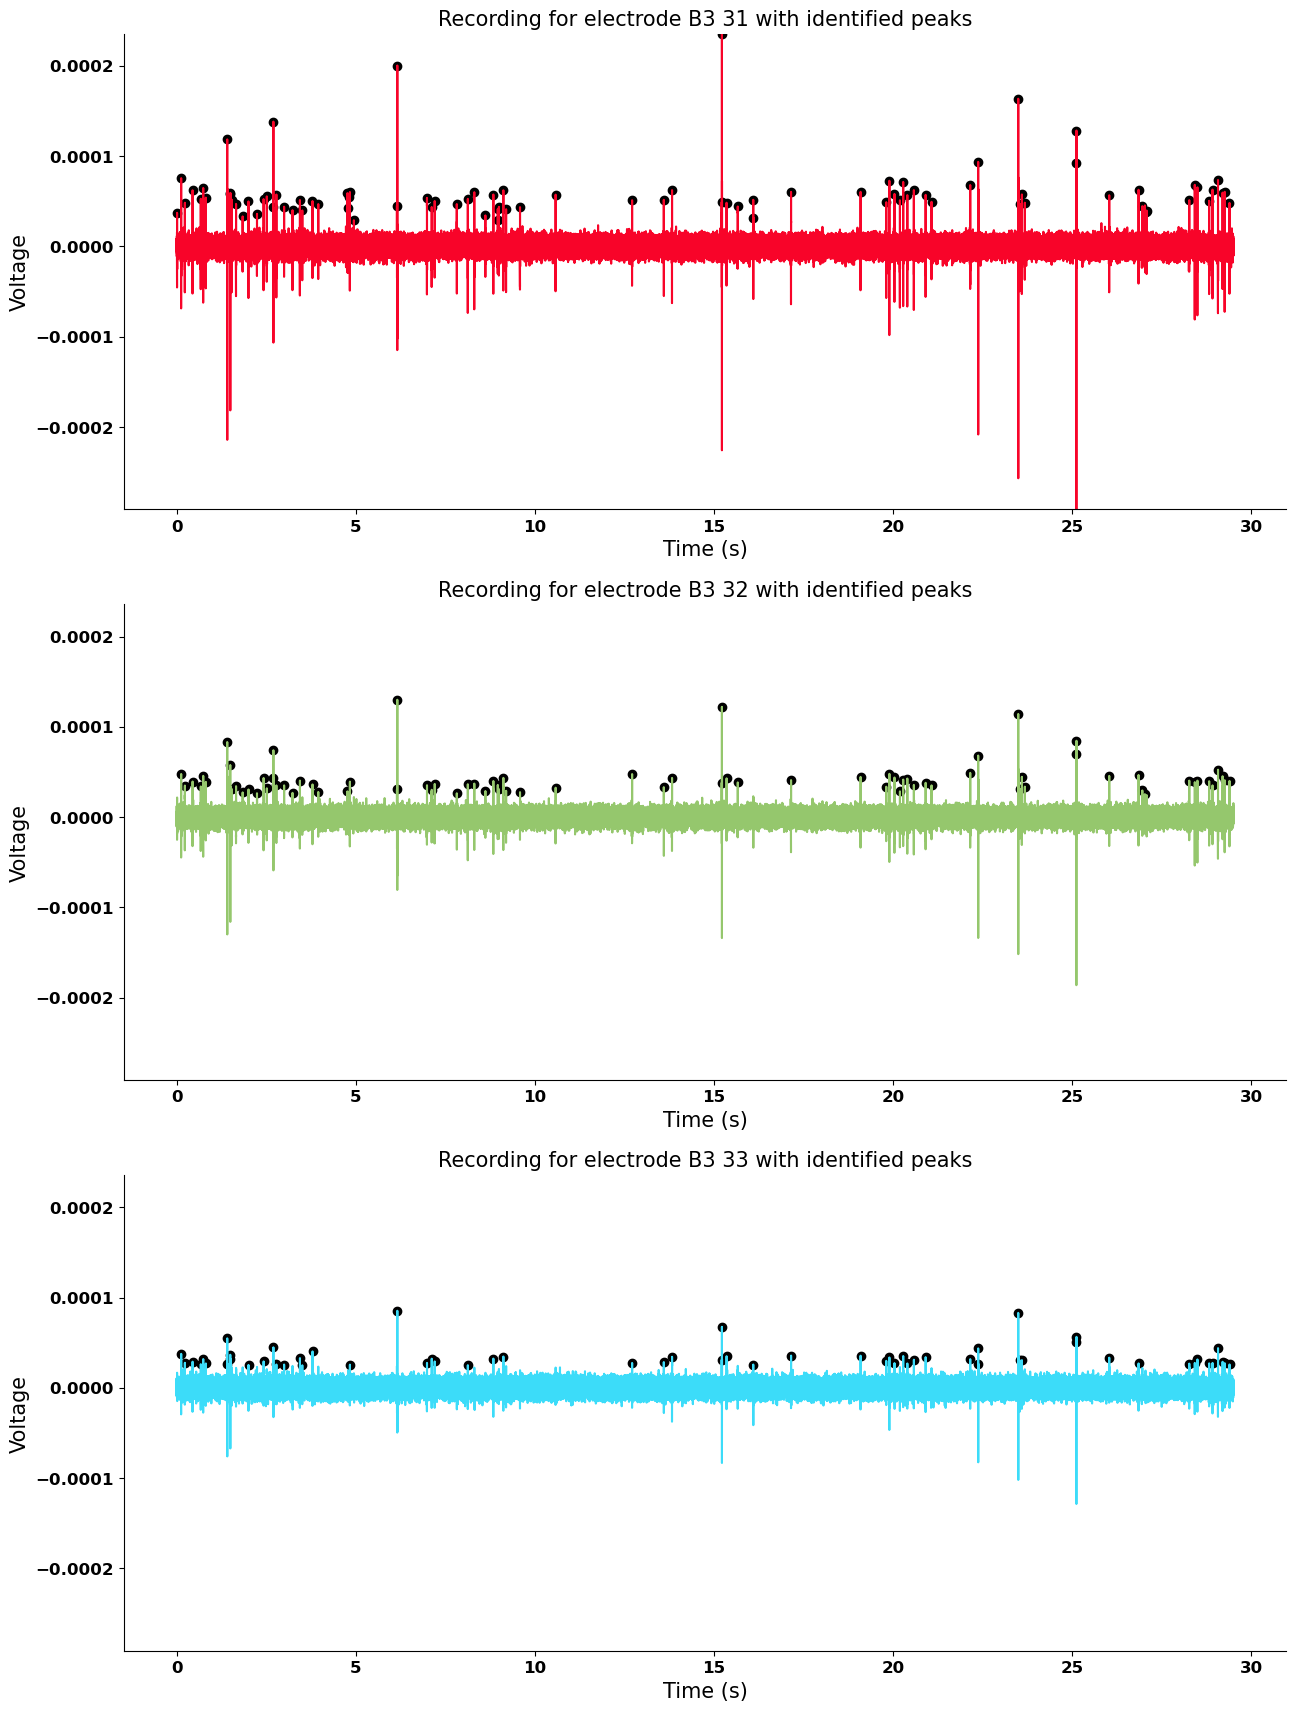 Recording for electrode B3 31 with identified peaks
0.0002
0.0001
0.0000
−0.0001
−0.0002
Voltage
0 5 10 15 20 25 30
Time (s)
Recording for electrode B3 32 with identified peaks
0.0002
0.0001
0.0000
−0.0001
−0.0002
Voltage
0 5 10 15 20 25 30
Time (s)
Recording for electrode B3 33 with identified peaks
0.0002
0.0001
0.0000
−0.0001
−0.0002
Voltage
0 5 10 15 20 25 30
Time (s)